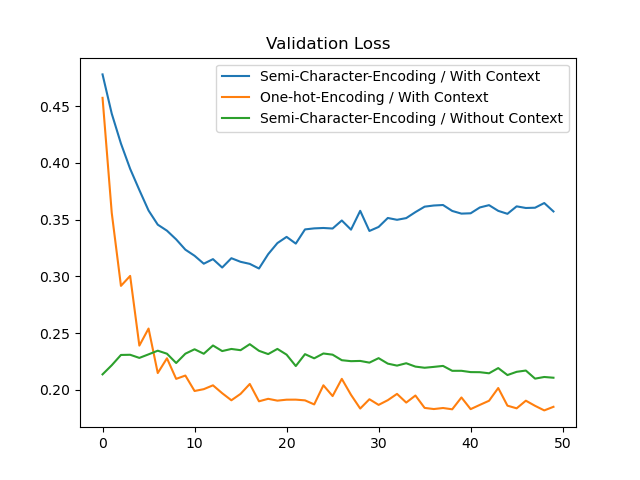 Validation Loss
Semi-Character-Encoding / With Context
One-hot-Encoding / With Context
Semi-Character-Encoding / Without Context
0.45
0.40
0.35
0.30
0.25
0.20
0 10 20 30 40 50